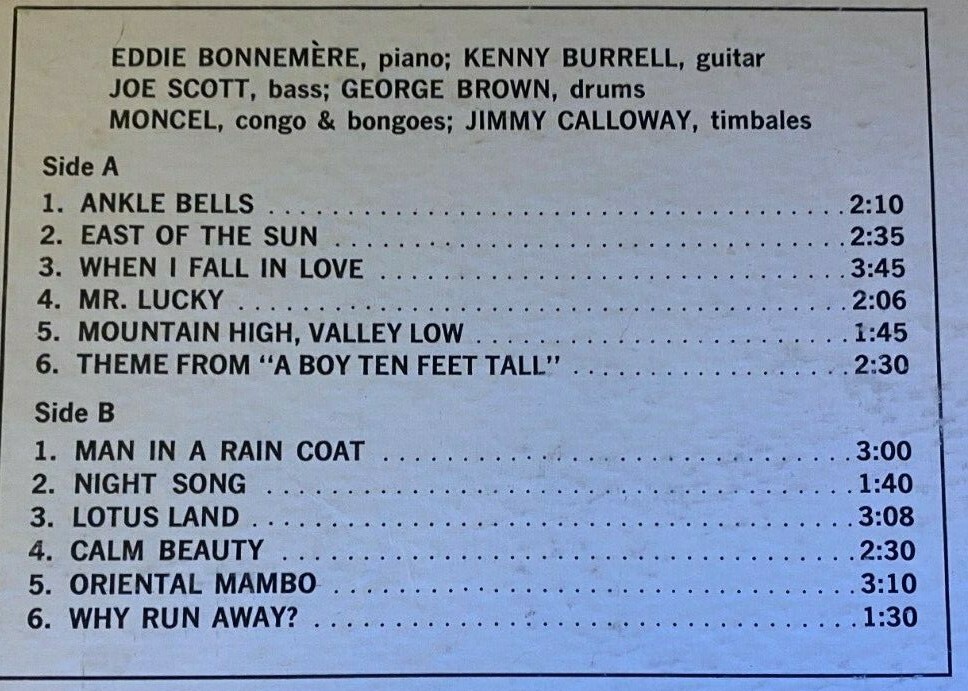 EDDIE BONNEMÈRE, piano; KENNY BURRELL, guitar
JOE SCOTT, bass; GEORGE BROWN, drums
MONCEL, congo & bongoes; JIMMY CALLOWAY, timbales
Side A
1. ANKLE BELLS ........................................ 2:10
2. EAST OF THE SUN ................................... 2:35
3. WHEN I FALL IN LOVE ............................... 3:45
4. MR. LUCKY .......................................... 2:06
5. MOUNTAIN HIGH, VALLEY LOW ......................... 1:45
6. THEME FROM “A BOY TEN FEET TALL” .................. 2:30
Side B
1. MAN IN A RAIN COAT ................................ 3:00
2. NIGHT SONG ........................................ 1:40
3. LOTUS LAND ........................................ 3:08
4. CALM BEAUTY ....................................... 2:30
5. ORIENTAL MAMBO .................................... 3:10
6. WHY RUN AWAY? ..................................... 1:30